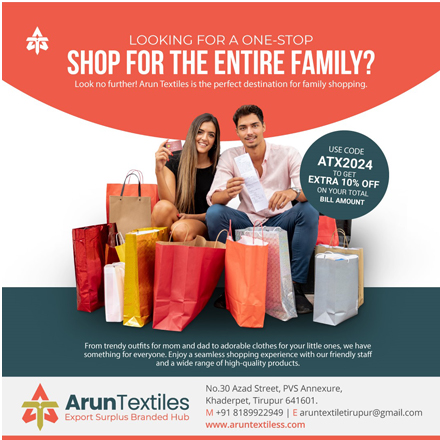 LOOKING FOR A ONE-STOP
SHOP FOR THE ENTIRE FAMILY?
Look no further! Arun Textiles is the perfect destination for family shopping.
USE CODE
ATX2024
TO GET
EXTRA 10% OFF
ON YOUR TOTAL
BILL AMOUNT
From trendy outfits for mom and dad to adorable clothes for your little ones, we have
something for everyone. Enjoy a seamless shopping experience with our friendly staff
and a wide range of high-quality products.
ArunTextiles
Export Surplus Branded Hub
No.30 Azad Street, PVS Annexure,
Khaderpet, Tirupur 641601.
M +91 8189922949 | E aruntextiletirupur@gmail.com
www.aruntextiless.com